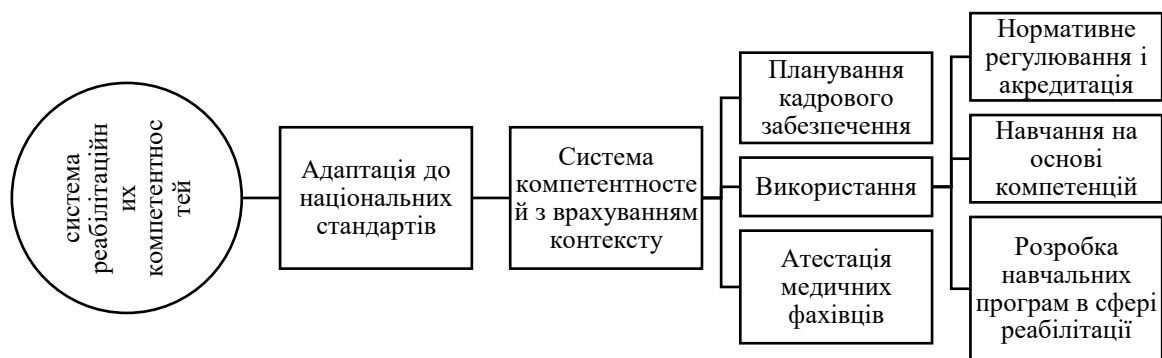 система
реабілітаційн
их
компетентнос
тей
Адаптація до
національних
стандартів
Система
компетентносте
й з врахуванням
контексту
Планування
кадрового
забезпечення
Використання
Атестація
медичних
фахівців
Нормативне
регулювання і
акредитація
Навчання на
основі
компетенцій
Розробка
навчальних
програм в сфері
реабілітації